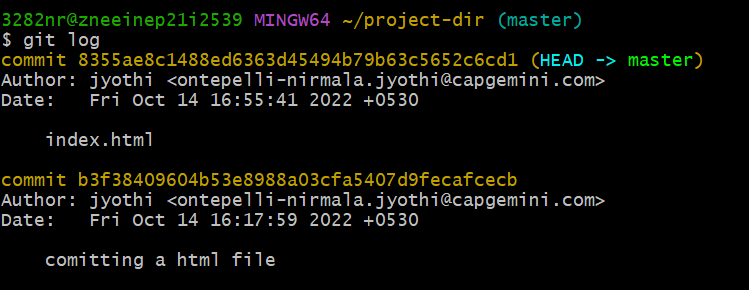 3282nr@zneeinep21i2539 MINGW64 ~/project-dir (master)
$ git log
commit 8355ae8c1488ed6363d45494b79b63c5652c6cd1 (HEAD -> master)
Author: jyothi <ontepelli-nirmala.jyothi@capgemini.com>
Date:   Fri Oct 14 16:55:41 2022 +0530
    index.html
commit b3f38409604b53e8988a03cfa5407d9fecafcecb
Author: jyothi <ontepelli-nirmala.jyothi@capgemini.com>
Date:   Fri Oct 14 16:17:59 2022 +0530
    comitting a html file